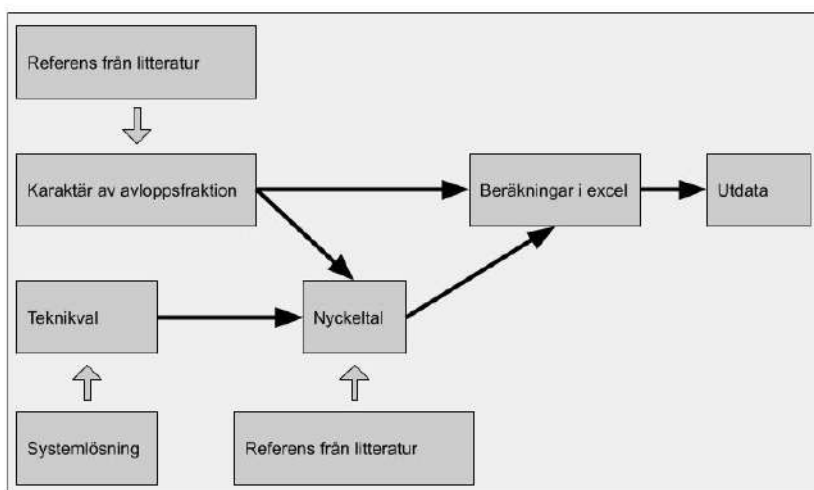 Referens från litteratur
Karaktär av avloppsfraktion
Beräkningar i excel
Utdata
Teknikval
Nyckeltal
Systemlösning
Referens från litteratur